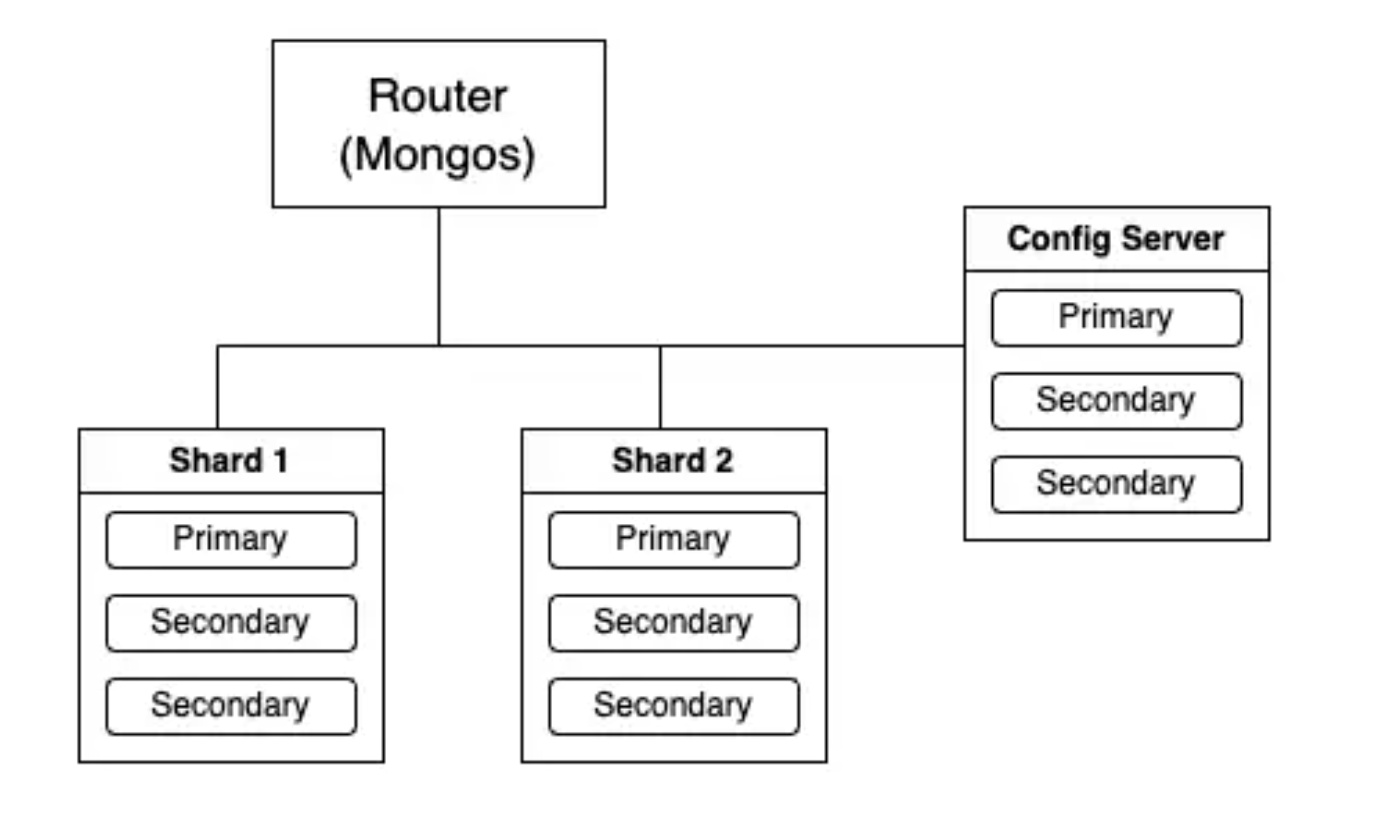 Router
(Mongos)
Config Server
Primary
Secondary
Secondary
Shard 1
Primary
Secondary
Secondary
Shard 2
Primary
Secondary
Secondary